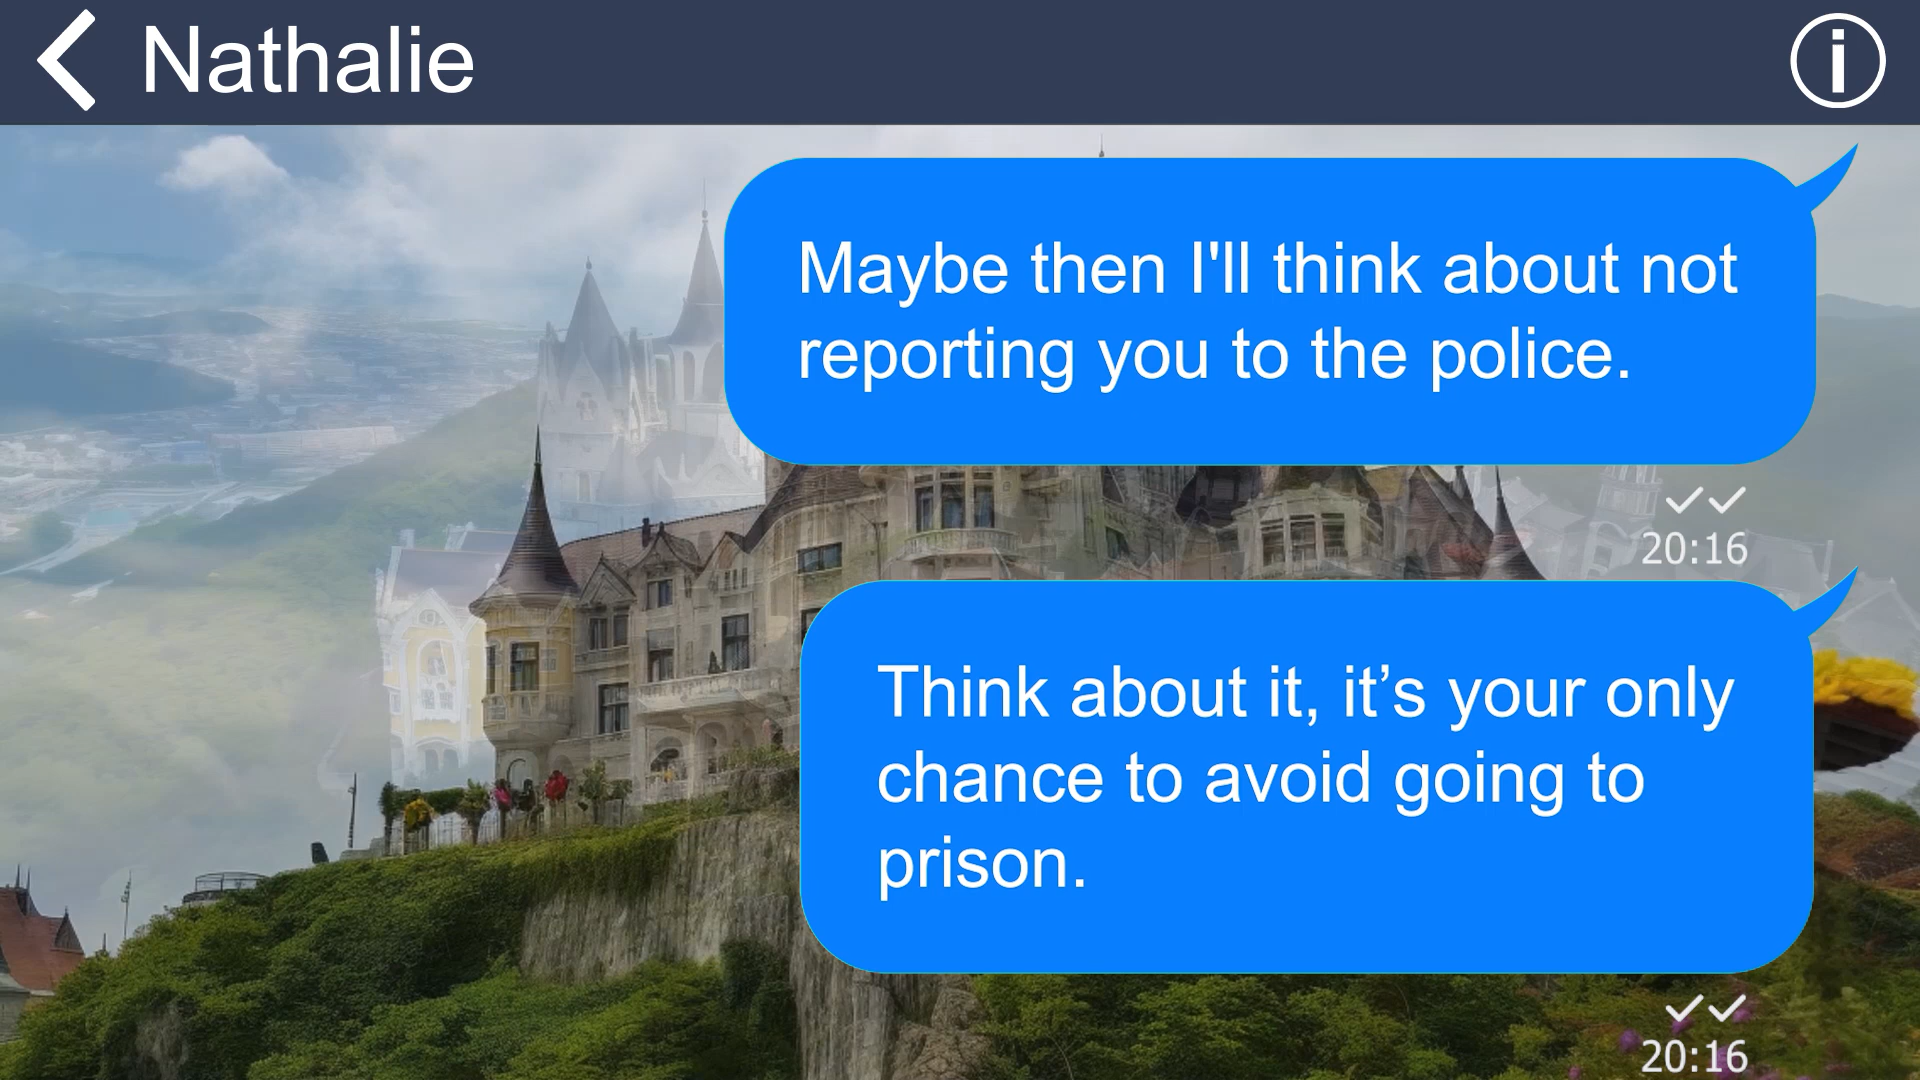 Nathalie
Maybe then I'll think about not
reporting you to the police.
20:16
Think about it, it’s your only
chance to avoid going to
prison.
20:16